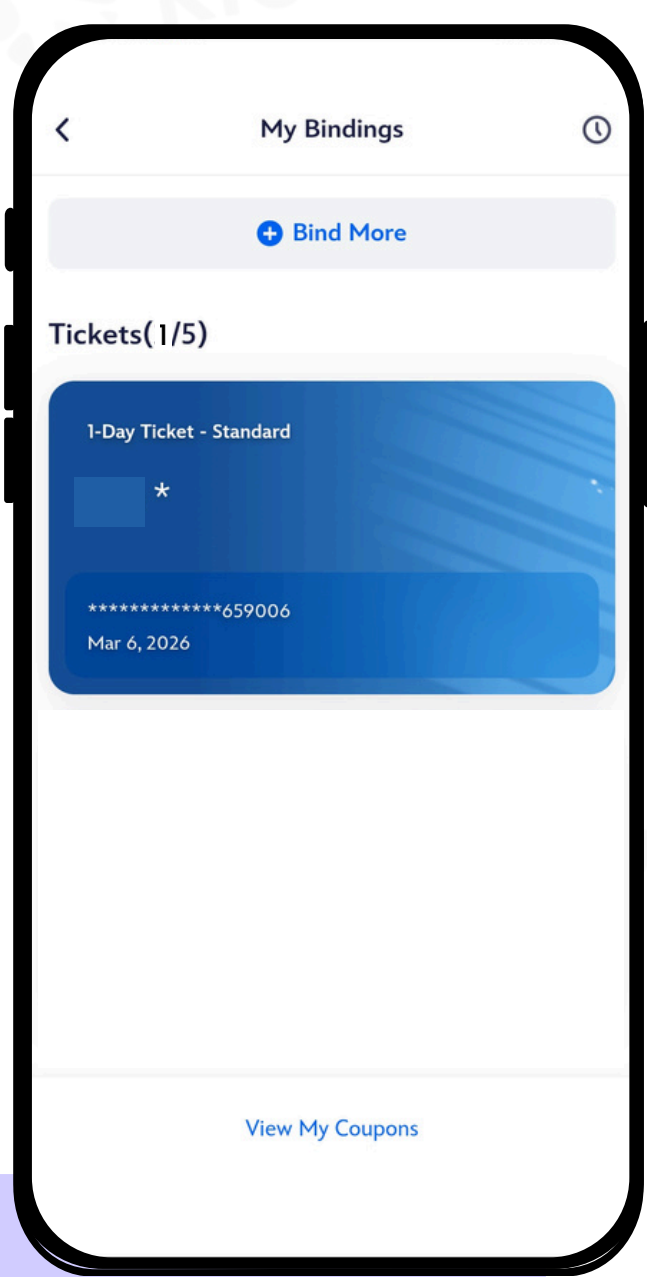 My Bindings
Bind More
Tickets(1/5)
1-Day Ticket - Standard
*
*************659006
Mar 6, 2026
View My Coupons